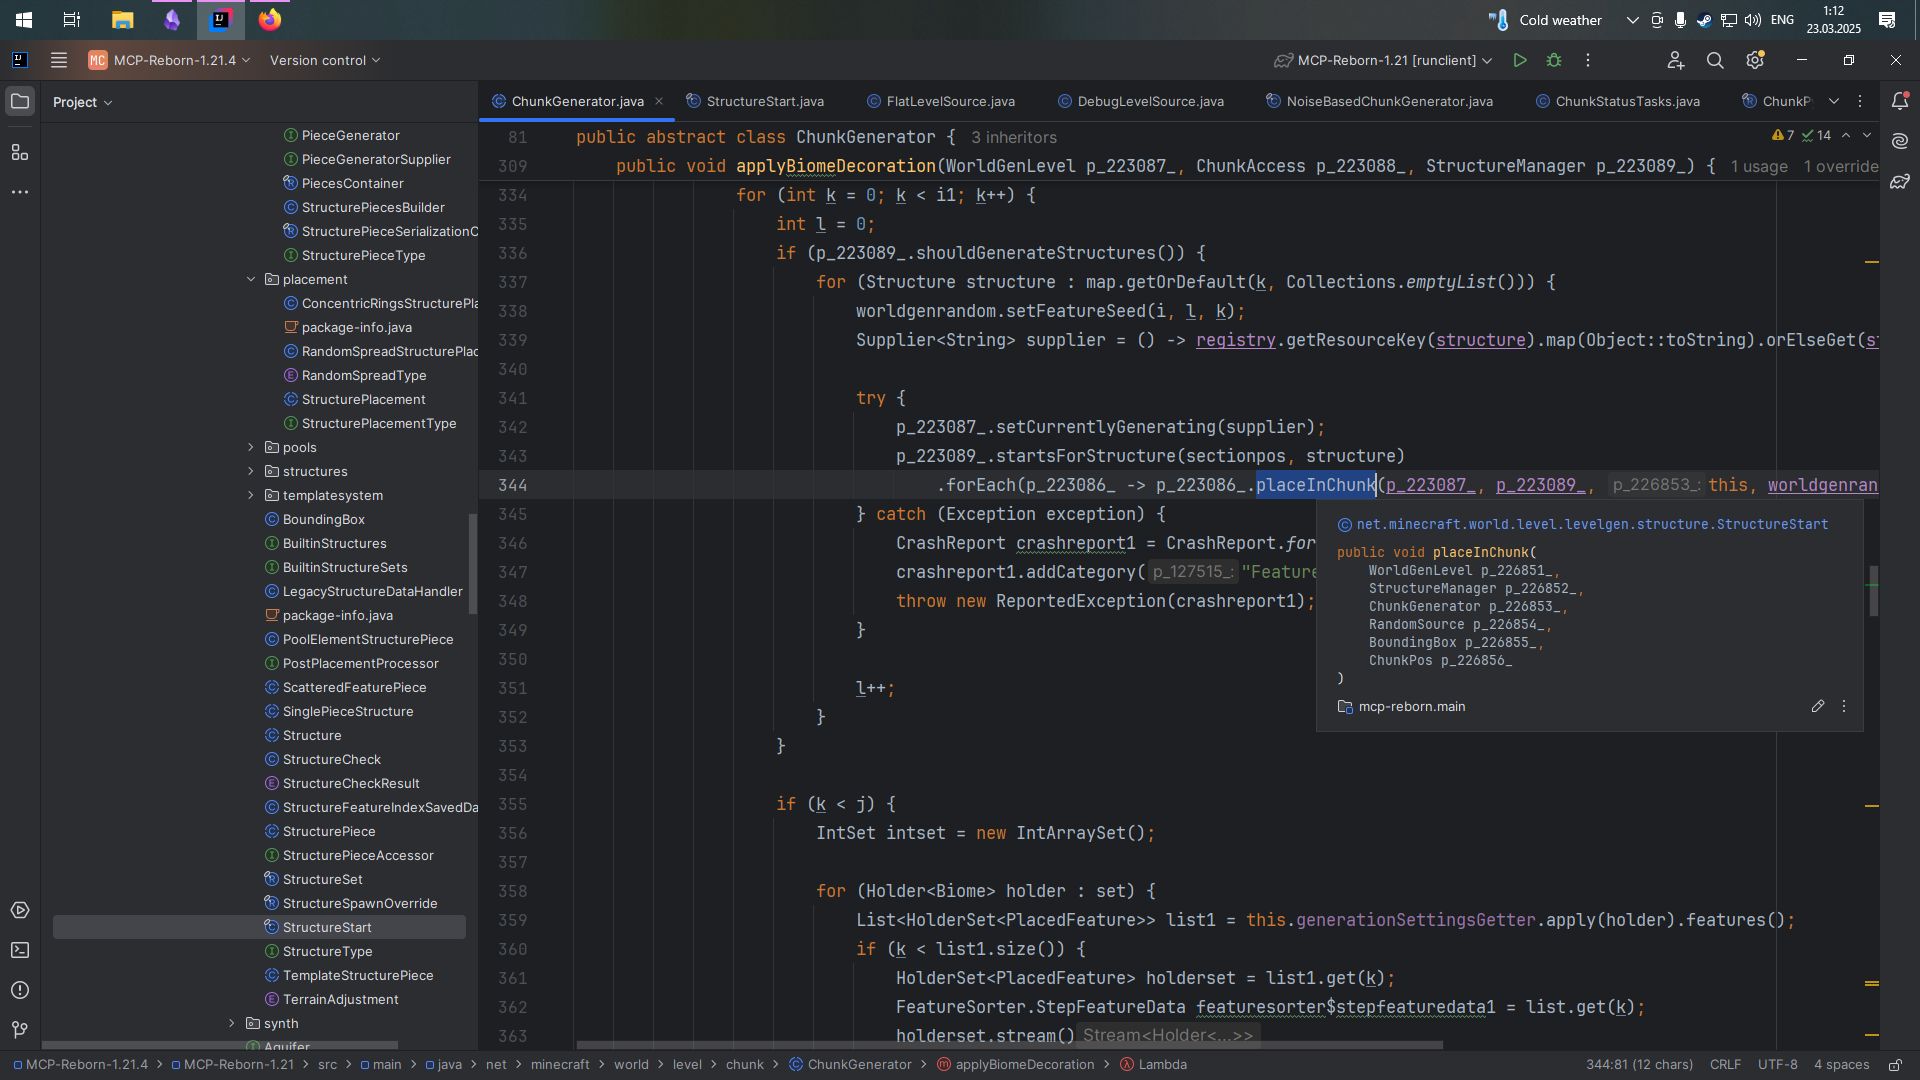 Cold weather
ENG
1:12
23.03.2025
MC MCP-Reborn-1.21.4
Version control
MCP-Reborn-1.21 [runclient]
Project
PieceGenerator
PieceGeneratorSupplier
PiecesContainer
StructurePiecesBuilder
StructurePieceSerializationC
StructurePieceType
placement
ConcentricRingsStructurePla
package-info.java
RandomSpreadStructurePlac
RandomSpreadType
StructurePlacement
StructurePlacementType
pools
structures
templatesystem
BoundingBox
BuiltinStructures
BuiltinStructureSets
LegacyStructureDataHandler
package-info.java
PoolElementStructurePiece
PostPlacementProcessor
ScatteredFeaturePiece
SinglePieceStructure
Structure
StructureCheck
StructureCheckResult
StructureFeatureIndexSavedDa
StructurePiece
StructurePieceAccessor
StructureSet
StructureSpawnOverride
StructureStart
StructureType
TemplateStructurePiece
TerrainAdjustment
synth
Aquifer
ChunkGenerator.java
StructureStart.java
FlatLevelSource.java
DebugLevelSource.java
NoiseBasedChunkGenerator.java
ChunkStatusTasks.java
ChunkP
7 14
81 public abstract class ChunkGenerator { 3 inheritors
309 public void applyBiomeDecoration(WorldGenLevel p_223087_, ChunkAccess p_223088_, StructureManager p_223089_) { 1 usage 1 override
334 for (int k = 0; k < i1; k++) {
335 int l = 0;
336 if (p_223089_.shouldGenerateStructures()) {
337 for (Structure structure : map.getOrDefault(k, Collections.emptyList())) {
338 worldgenrandom.setFeatureSeed(i, l, k);
339 Supplier<String> supplier = () -> registry.getResourceKey(structure).map(Object::toString).orElseGet(s
340
341 try {
342 p_223087_.setCurrentlyGenerating(supplier);
343 p_223089_.startsForStructure(sectionpos, structure)
344 .forEach(p_223086_ -> p_223086_.placeInChunk(p_223087_, p_223089_, p_226853_: this, worldgenran
345 } catch (Exception exception) {
346 CrashReport crashreport1 = CrashReport.for
347 crashreport1.addCategory( p_127515_: "Feature
348 throw new ReportedException(crashreport1);
349 }
350
351 l++;
352 }
353 }
354
355 if (k < j) {
356 IntSet intset = new IntArraySet();
357
358 for (Holder<Biome> holder : set) {
359 List<HolderSet<PlacedFeature>> list1 = this.generationSettingsGetter.apply(holder).features();
360 if (k < list1.size()) {
361 HolderSet<PlacedFeature> holderset = list1.get(k);
362 FeatureSorter.StepFeatureData featuresorter$stepfeaturedata1 = list.get(k);
363 holderset.stream() Stream<Holder<...>>
net.minecraft.world.level.levelgen.structure.StructureStart
public void placeInChunk(
WorldGenLevel p_226851_,
StructureManager p_226852_,
ChunkGenerator p_226853_,
RandomSource p_226854_,
BoundingBox p_226855_,
ChunkPos p_226856_
)
mcp-reborn.main
MCP-Reborn-1.21.4 > MCP-Reborn-1.21 > src > main > java > net > minecraft > world > level > chunk > ChunkGenerator > applyBiomeDecoration > Lambda
344:81 (12 chars) CRLF UTF-8 4 spaces